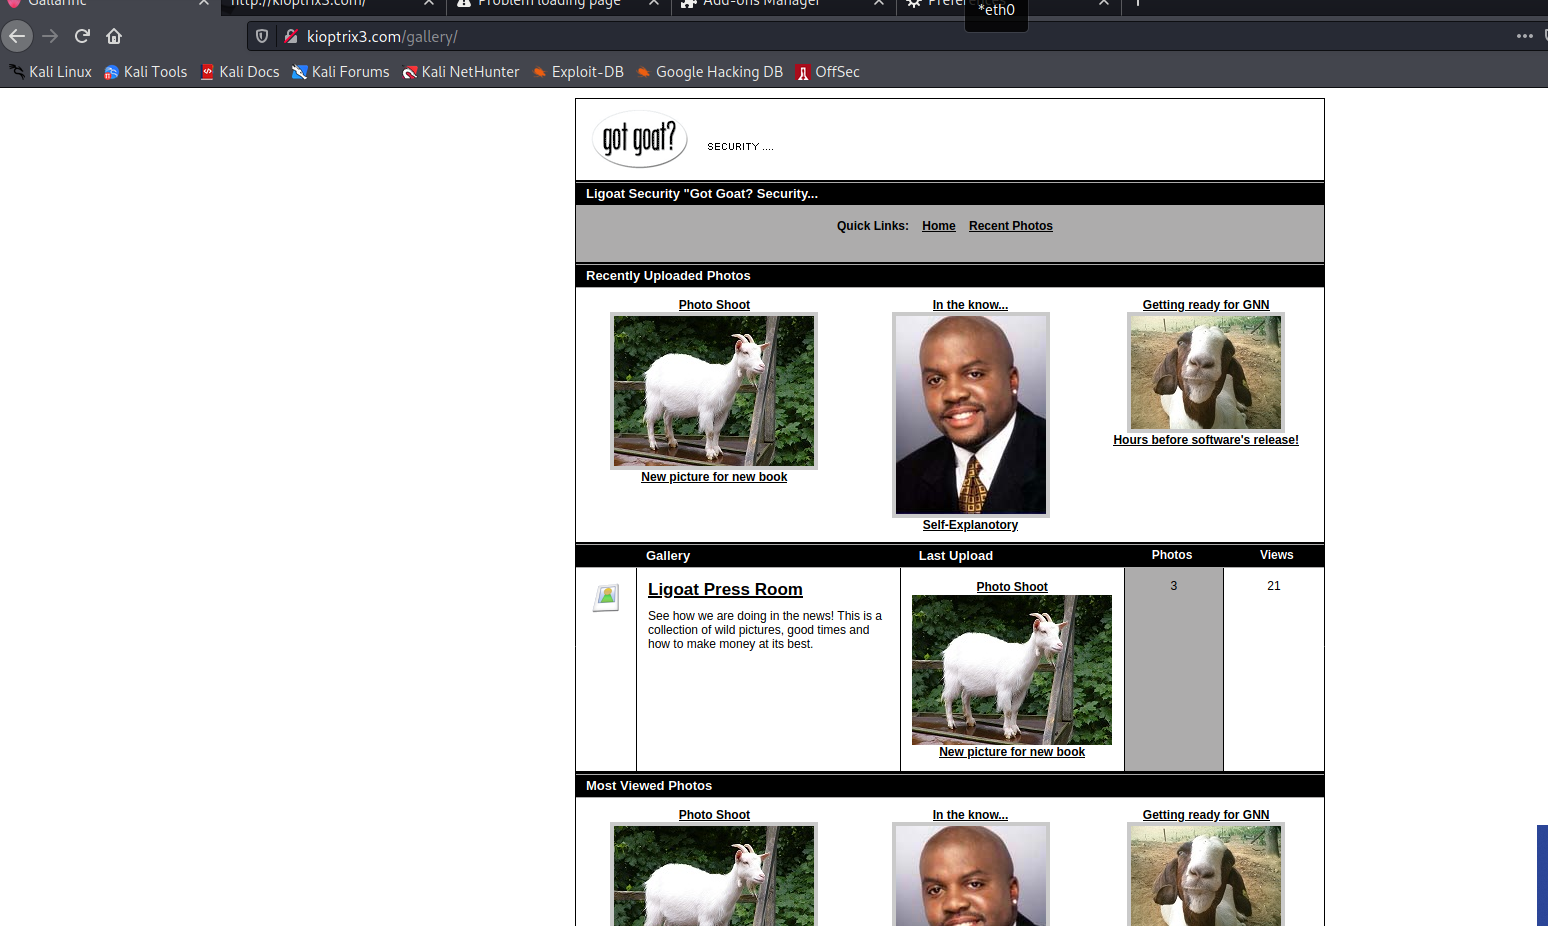 Gallarific
http://kioptrix3.com/
Problem loading page
Add-ons Manager
*eth0
kioptrix3.com/gallery/
Kali Linux Kali Tools Kali Docs Kali Forums Kali NetHunter Exploit-DB Google Hacking DB OffSec
got goat? SECURITY ....
Ligoat Security "Got Goat? Security...
Quick Links: Home Recent Photos
Recently Uploaded Photos
Photo Shoot In the know... Getting ready for GNN
Hours before software's release!
New picture for new book
Self-Explanotory
Gallery Last Upload Photos Views
Ligoat Press Room Photo Shoot 3 21
See how we are doing in the news! This is a
collection of wild pictures, good times and
how to make money at its best.
New picture for new book
Most Viewed Photos
Photo Shoot In the know... Getting ready for GNN